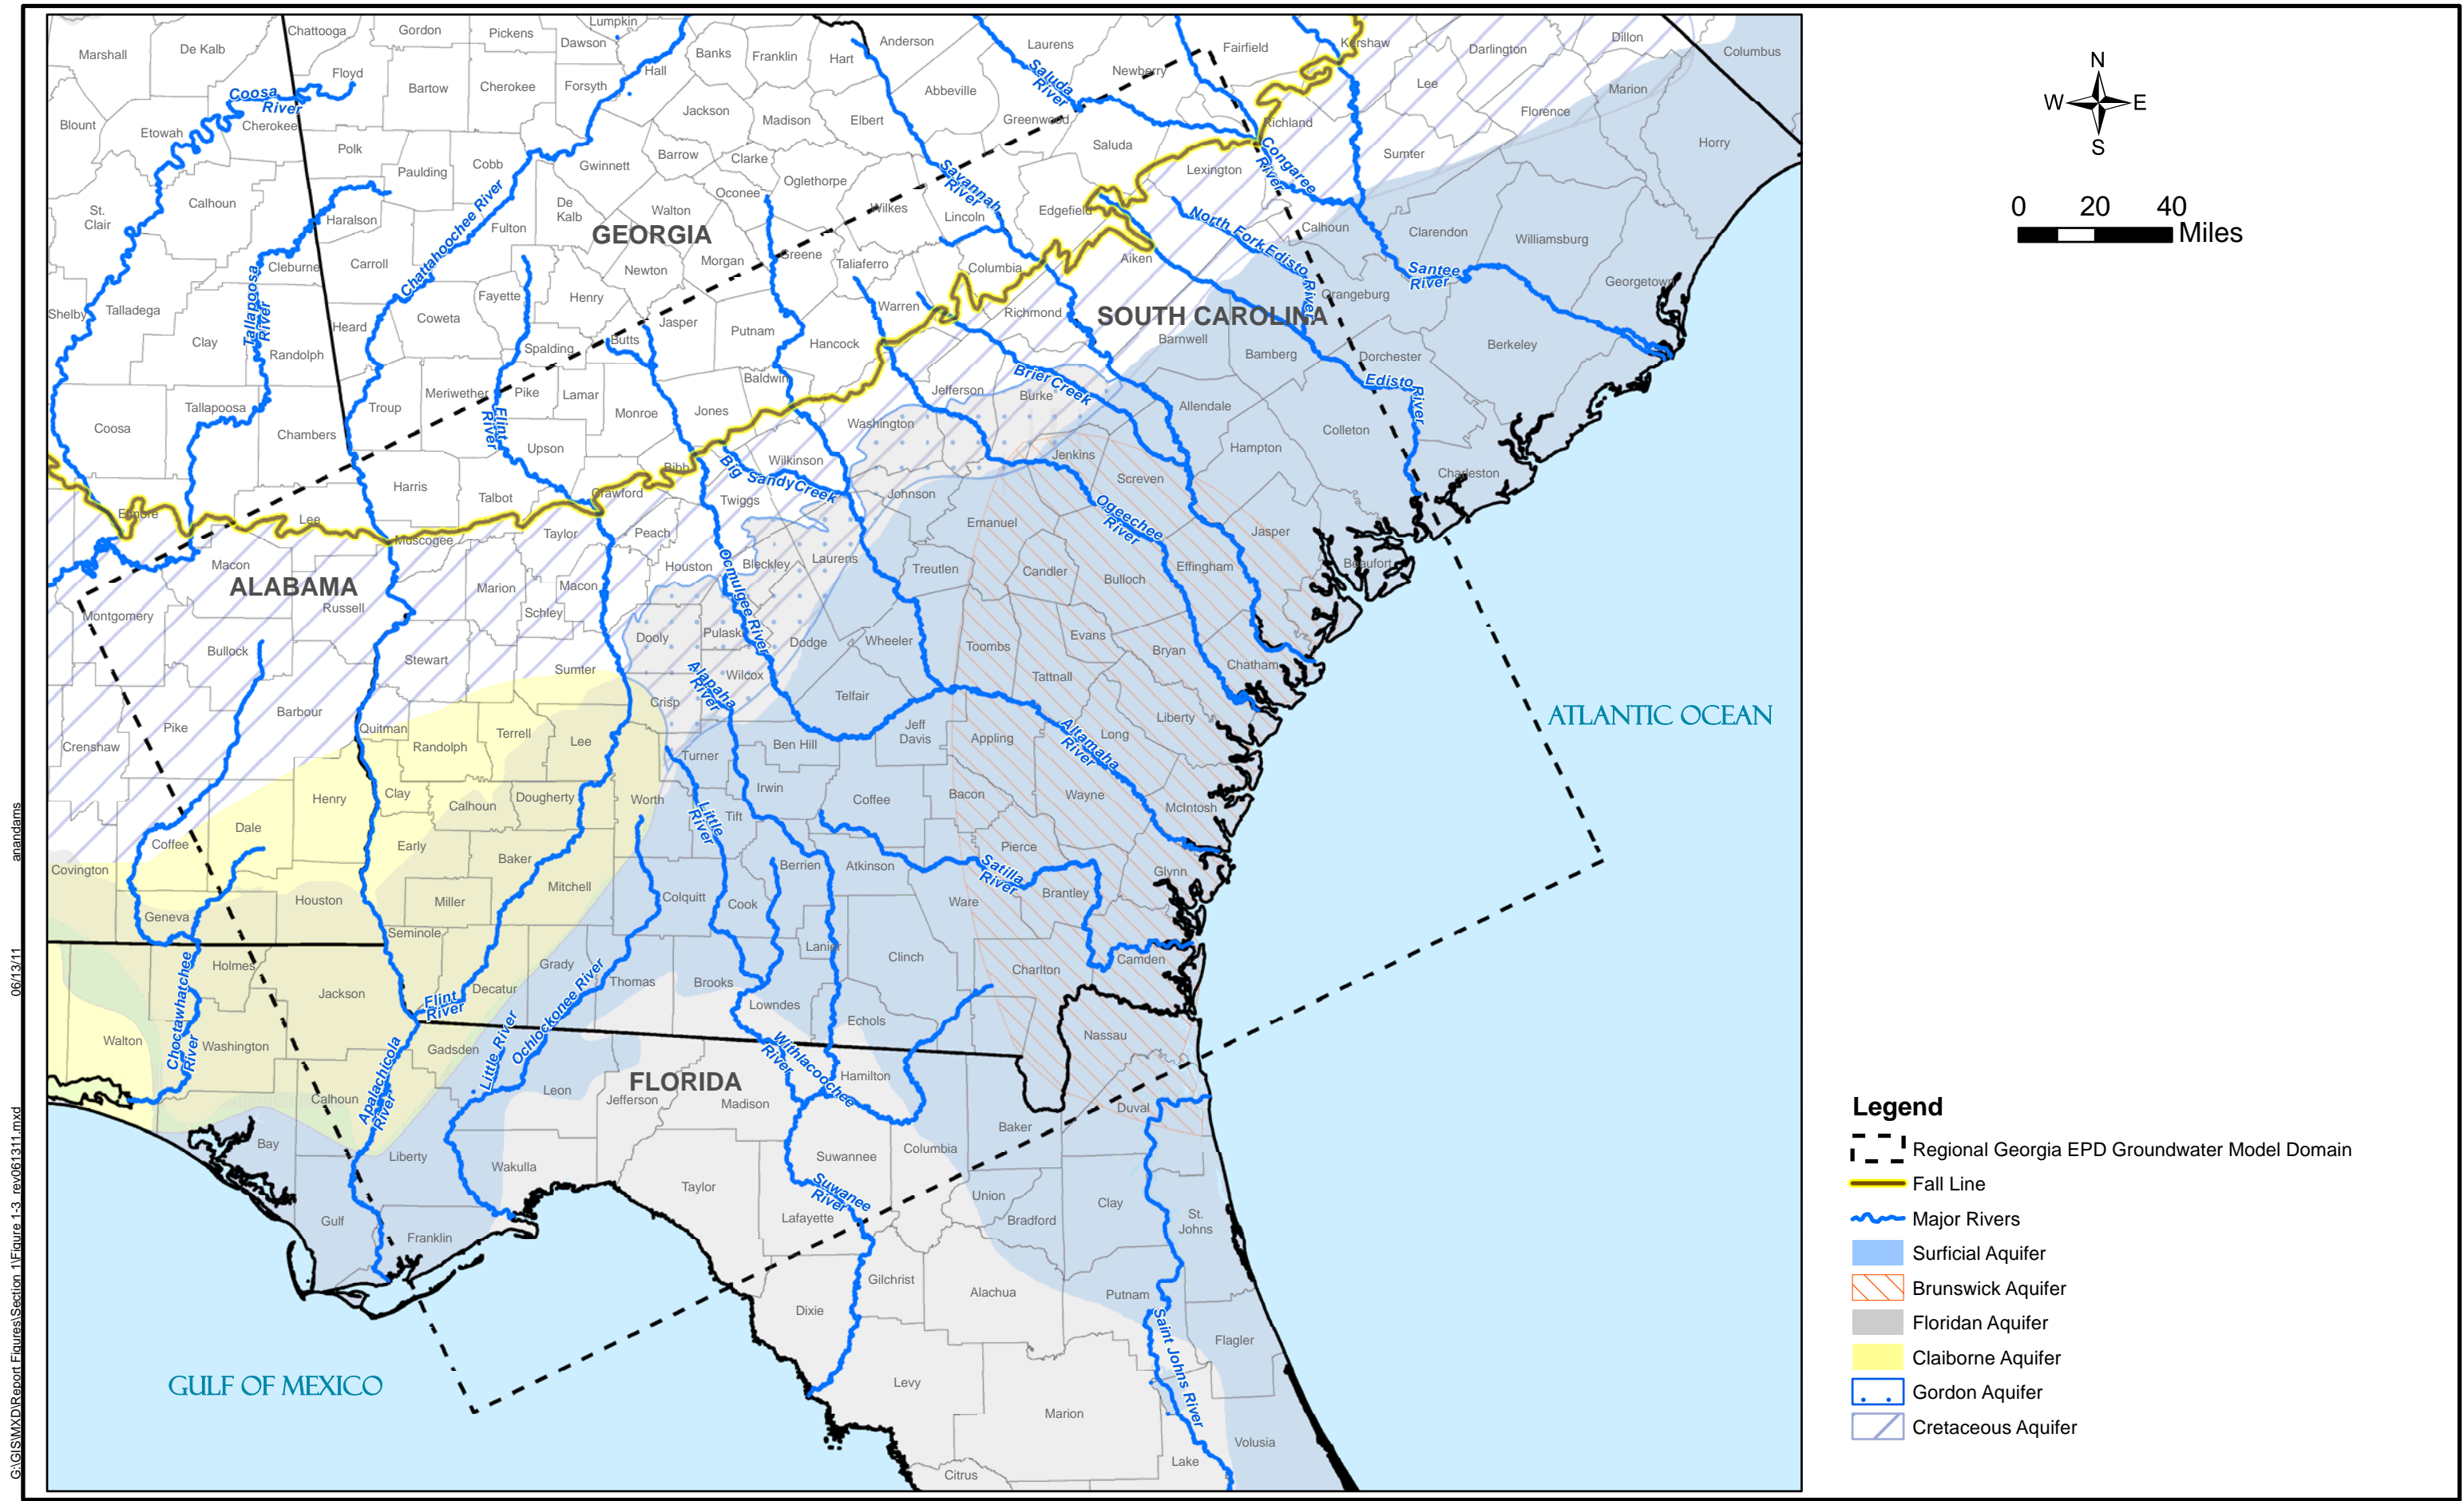 Chattooga
Gordon
Pickens
Lumpkin
Dawson
Marshall
De Kalb
Floyd
Bartow
Cherokee
Forsyth
Hall
Banks
Franklin
Hart
Anderson
Laurens
Newberry
Fairfield
Kershaw
Darlington
Dillon
Columbus
Lee
Marion
Florence
Horry
Abbeville
Greenwood
Saluda
River
Saluda
Richland
Sumter
Lexington
Congaree
River
Coosa
River
Cherokee
Blount
Etowah
Polk
Paulding
Cobb
Gwinnett
Jackson
Madison
Elbert
Barrow
Clarke
Oconee
Oglethorpe
Wilkes
Lincoln
Savannah
River
Edgefield
Aiken
Calhoun
St.
Clair
Haralson
Chattahoochee River
Fulton
De
Kalb
Walton
GEORGIA
Newton
Morgan
Greene
Taliaferro
Columbia
Warren
Richmond
SOUTH CAROLINA
North Fork Edisto
River
Calhoun
Clarendon
Williamsburg
Orangeburg
Santee
River
Georgetown
Berkeley
Dorchester
Edisto
River
Barnwell
Bamberg
Allendale
Hampton
Colleton
Charleston
Shelby
Talladega
Clay
Tallapoosa
River
Cleburne
Carroll
Heard
Coweta
Fayette
Henry
Spalding
Butts
Jasper
Putnam
Hancock
Randolph
Baldwin
Jefferson
Burke
Brier Creek
Coosa
Tallapoosa
Chambers
Troup
Meriwether
Pike
Lamar
Monroe
Jones
Washington
Flint
River
Upson
Bibb
Big Sandy Creek
Wilkinson
Jenkins
Screven
Harris
Talbot
Crawford
Twiggs
Johnson
Emanuel
Ogeechee
River
Jasper
Beaufort
Elmore
Lee
Muscogee
Taylor
Peach
Houston
Bleckley
Laurens
Treutlen
Candler
Bulloch
Effingham
Macon
ALABAMA
Russell
Marion
Macon
Schley
Ocmulgee River
Montgomery
Bullock
Stewart
Sumter
Dooly
Pulaski
Dodge
Wheeler
Toombs
Evans
Bryan
Chatham
Tattnall
Wilcox
Alapaha
River
Crisp
Telfair
Jeff
Davis
Appling
Altamaha
River
Long
Liberty
ATLANTIC OCEAN
Crenshaw
Pike
Barbour
Quitman
Randolph
Terrell
Lee
Turner
Ben Hill
Henry
Clay
Calhoun
Dougherty
Worth
Little
River
Tift
Irwin
Coffee
Bacon
Wayne
McIntosh
Dale
Coffee
Early
Baker
Mitchell
Berrien
Atkinson
Satilla
River
Pierce
Brantley
Glynn
Covington
Geneva
Houston
Miller
Colquitt
Cook
Ware
Seminole
Lanier
Clinch
Charlton
Camden
Holmes
Jackson
Flint
River
Decatur
Grady
Thomas
Brooks
Lowndes
Echols
Choctawhatchee
River
Walton
Washington
Gadsden
Little River
Ochlockonee River
Apalachicola
River
Leon
FLORIDA
Jefferson
Madison
Withlacoochee
River
Hamilton
Nassau
Duval
Calhoun
Bay
Liberty
Wakulla
Baker
Columbia
Suwannee
Suwanee
River
Taylor
Lafayette
Union
Bradford
Clay
St.
Johns
Gulf
Franklin
Dixie
Gilchrist
Alachua
Putnam
Flagler
Saint Johns River
Levy
Marion
Volusia
Lake
Citrus
GULF OF MEXICO
N
W
E
S
0
20
40
Miles
Legend
Regional Georgia EPD Groundwater Model Domain
Fall Line
Major Rivers
Surficial Aquifer
Brunswick Aquifer
Floridan Aquifer
Claiborne Aquifer
Gordon Aquifer
Cretaceous Aquifer
G:\GIS\MXD\Report Figures\Section 1\Figure 1-3_rev061311.mxd
06/13/11
anandams